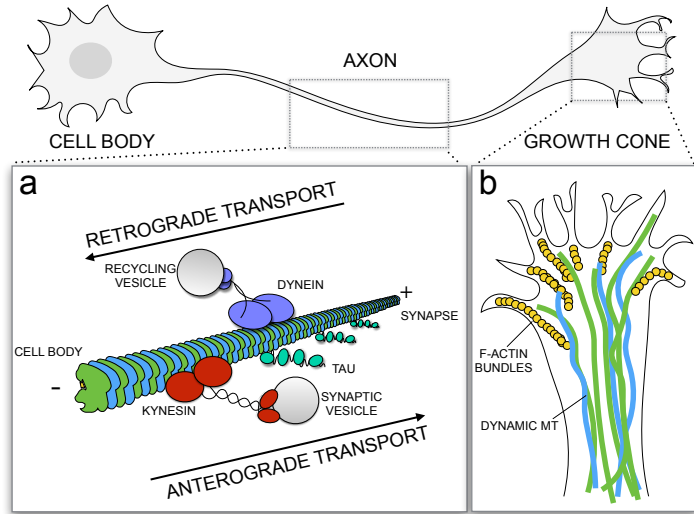 AXON
CELL BODY
GROWTH CONE
a
RETROGRADE TRANSPORT
RECYCLING
VESICLE
DYNEIN
+
SYNAPSE
CELL BODY
-
TAU
KYNESIN
SYNAPTIC
VESICLE
ANTEROGRADE TRANSPORT
b
F-ACTIN
BUNDLES
DYNAMIC MT